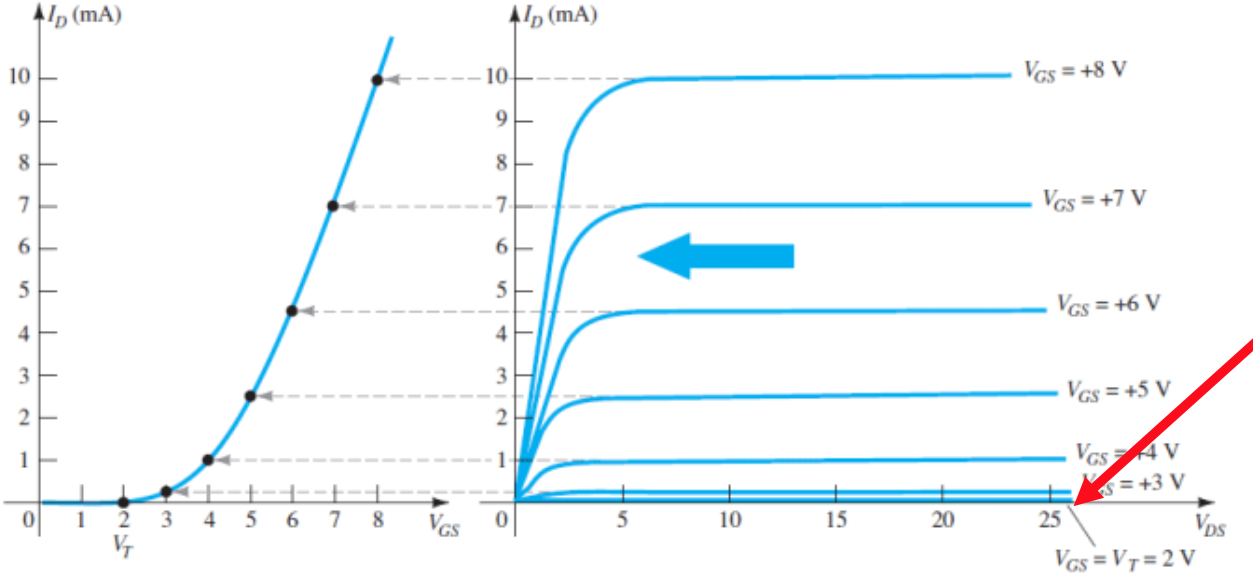 I_D (mA)
10
9
8
7
6
5
4
3
2
1
0
1
2
3
4
5
6
7
8
V_GS
V_T
I_D (mA)
10
9
8
7
6
5
4
3
2
1
0
5
10
15
20
25
V_DS
V_GS = +8 V
V_GS = +7 V
V_GS = +6 V
V_GS = +5 V
V_GS = +4 V
V_GS = +3 V
V_GS = V_T = 2 V